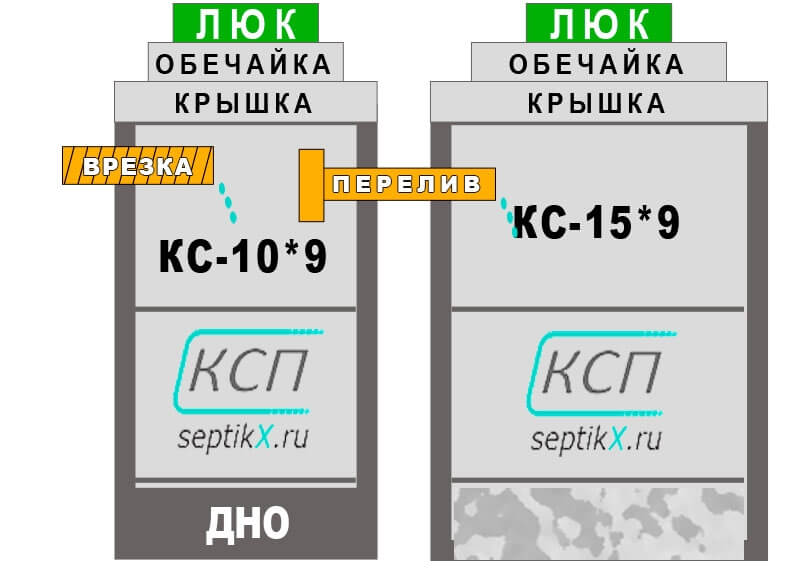 ЛЮК
ОБЕЧАЙКА
КРЫШКА
ВРЕЗКА
ПЕРЕЛИВ
КС-10*9
КСП
septikX.ru
ДНО
ЛЮК
ОБЕЧАЙКА
КРЫШКА
КС-15*9
КСП
septikX.ru